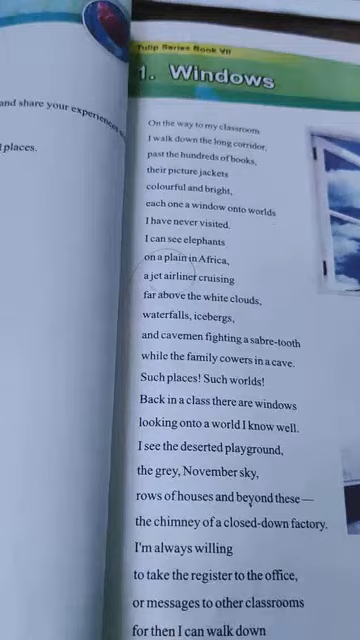 and share your experiences
places.
Tulip Series Book VII
1. Windows
On the way to my classroom
I walk down the long corridor,
past the hundreds of books,
their picture jackets
colourful and bright,
each one a window onto worlds
I have never visited.
I can see elephants
on a plain in Africa,
a jet airliner cruising
far above the white clouds,
waterfalls, icebergs,
and cavemen fighting a sabre-tooth
while the family cowers in a cave.
Such places! Such worlds!
Back in a class there are windows
looking onto a world I know well.
I see the deserted playground,
the grey, November sky,
rows of houses and beyond these —
the chimney of a closed-down factory.
I'm always willing
to take the register to the office,
or messages to other classrooms
for then I can walk down